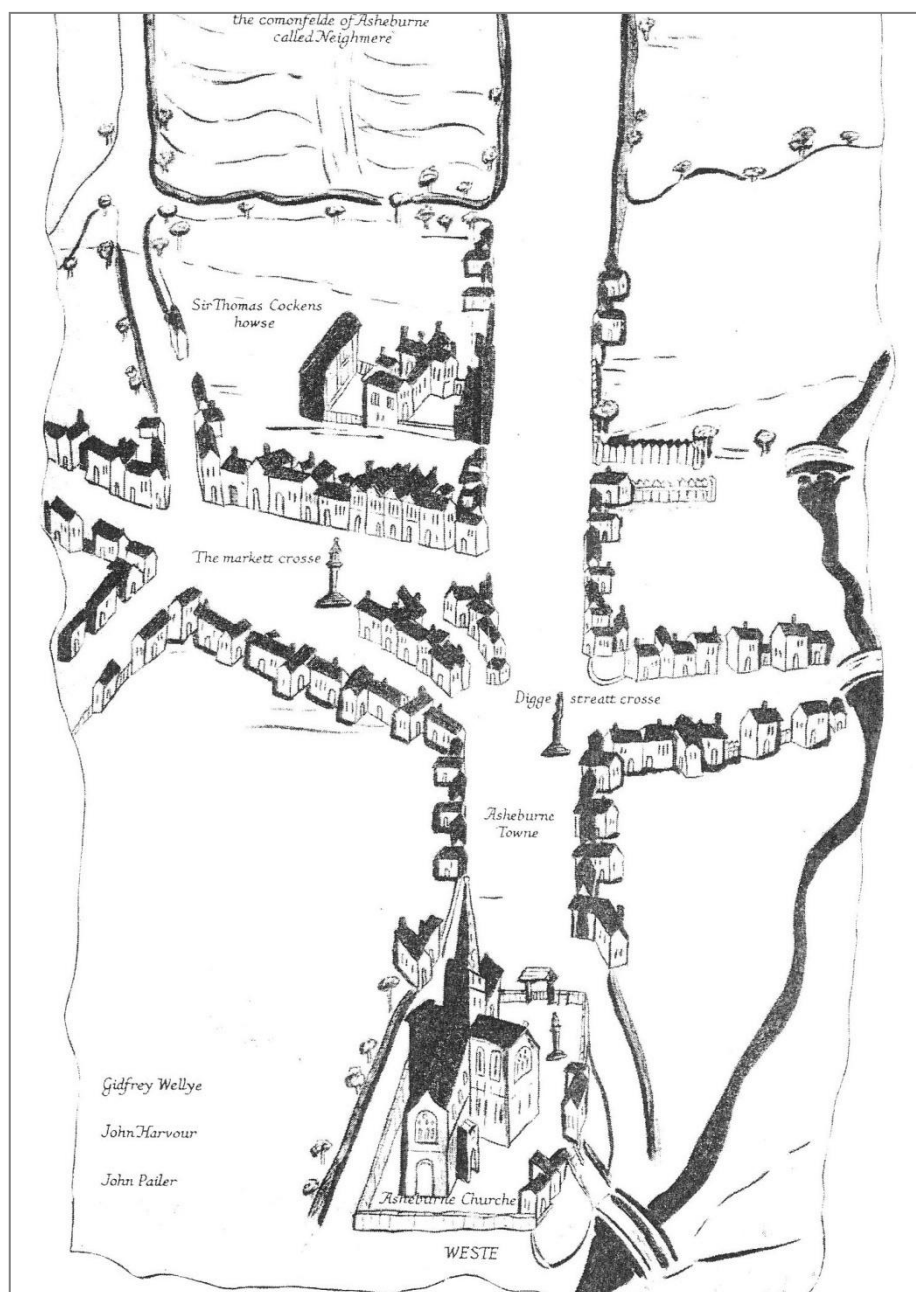 the comonfelde of Asheburne
called Neighmere
Sir Thomas Cockens
howse
The markett crosse
Digge streatt crosse
Asheburne
Towne
Gidfrey Wellye
John Harvour
John Pailer
Asheburne Churche
WESTE